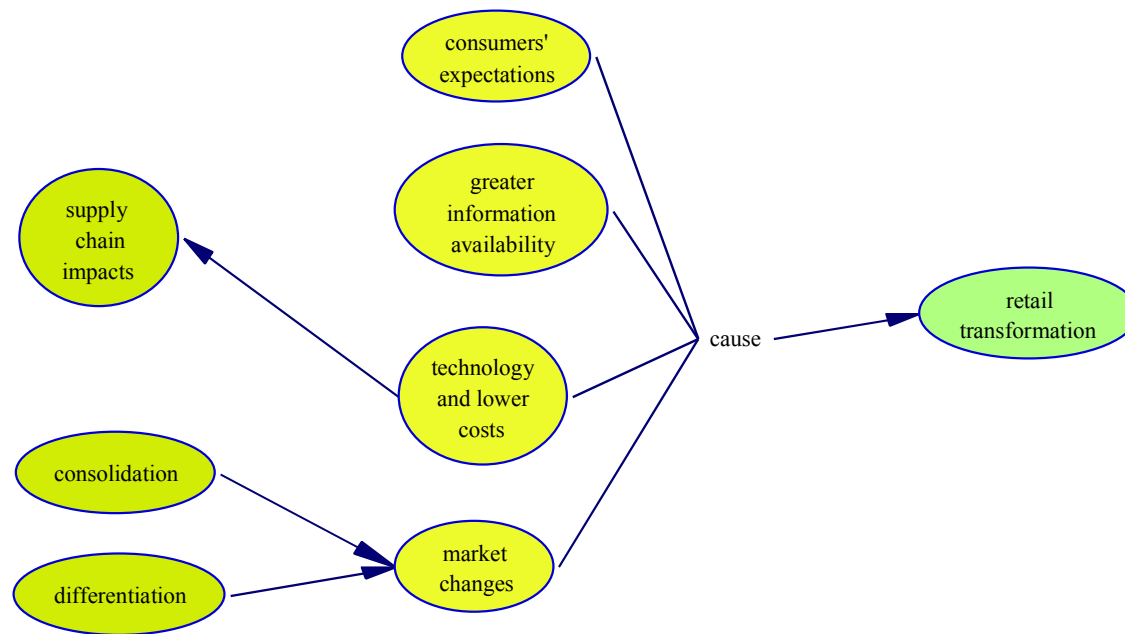 consumers'
expectations
greater
information
availability
supply
chain
impacts
retail
transformation
cause
technology
and lower
costs
consolidation
market
changes
differentiation